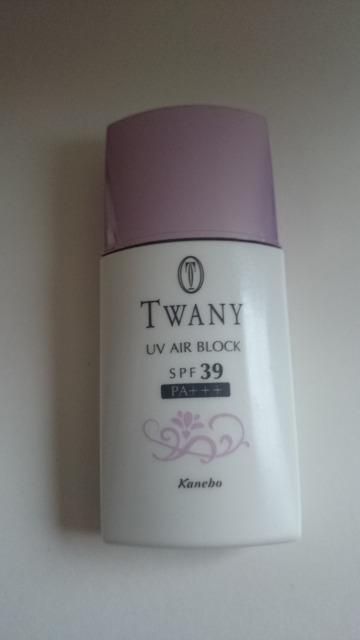 T
TWANY
UV AIR BLOCK
SPF 39
PA+++
Kanebo